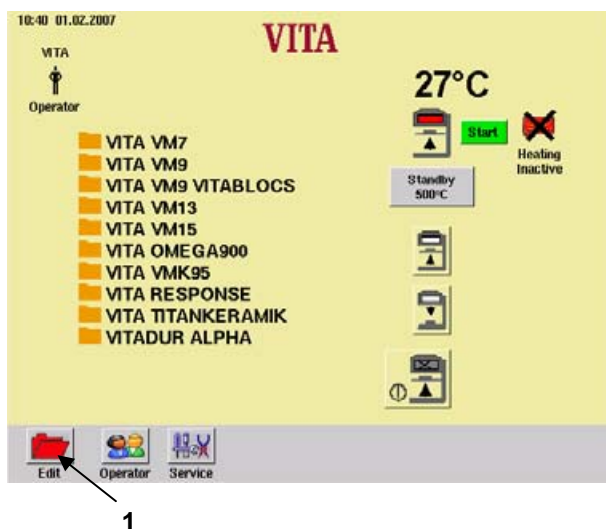 10:40 01.02.2007
VITA
VITA
Operator
27°C
Start
Heating
Inactive
Standby
500°C
VITA VM7
VITA VM9
VITA VM9 VITABLOCS
VITA VM13
VITA VM15
VITA OMEGA900
VITA VMK95
VITA RESPONSE
VITA TITANKERAMIK
VITADUR ALPHA
Edit
Operator
Service
1